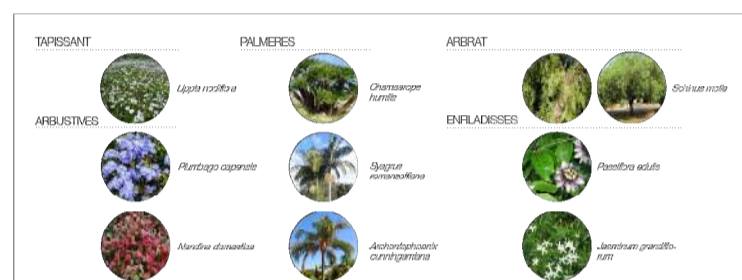 TAPISSANT
Lippia nodiflora
ARBUSTIVES
Plumbago capensis
Nandina domestica
PALMERES
Chamaerops
humilis
Syagrus
romanzoffiana
Archontophoenix
cunningamiana
ARBRAT
Schinus molle
ENFILADISSES
Passiflora edulis
Jasminum grandiflo-
rum